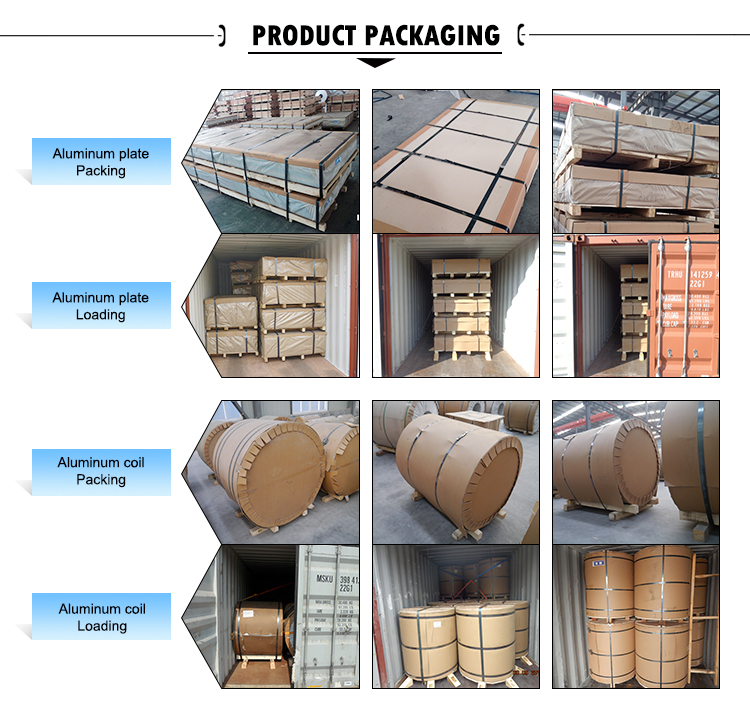 PRODUCT PACKAGING
Aluminum plate
Packing
Aluminum plate
Loading
TRHU
141259
22G1
Aluminum coil
Packing
Aluminum coil
Loading
MSKU 398 41
22G1